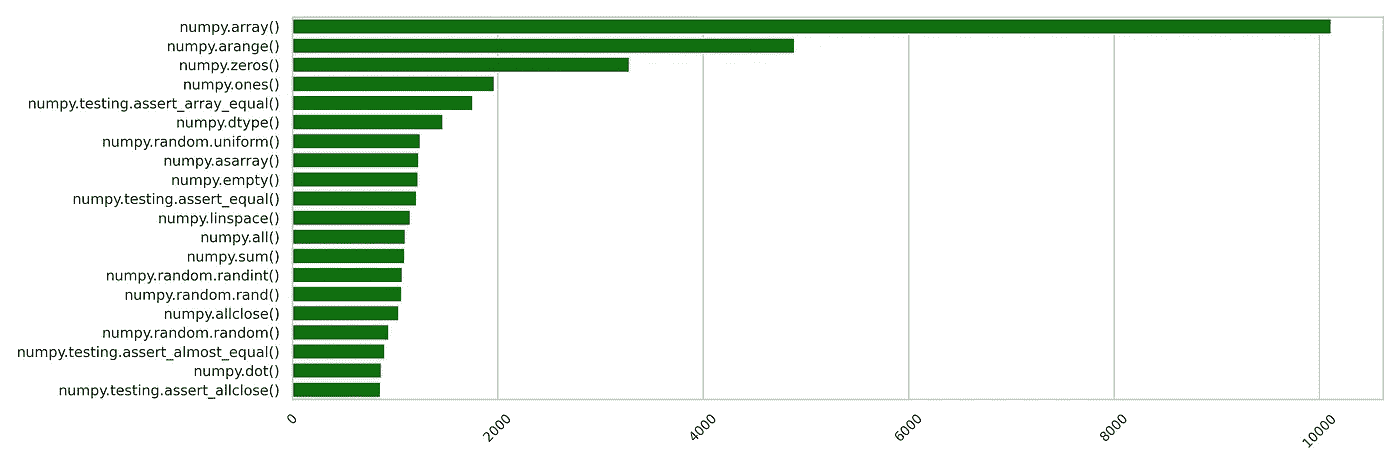 numpy.array()
numpy.arange()
numpy.zeros()
numpy.ones()
numpy.testing.assert_array_equal()
numpy.dtype()
numpy.random.uniform()
numpy.asarray()
numpy.empty()
numpy.testing.assert_equal()
numpy.linspace()
numpy.all()
numpy.sum()
numpy.random.randint()
numpy.random.rand()
numpy.allclose()
numpy.random.random()
numpy.testing.assert_almost_equal()
numpy.dot()
numpy.testing.assert_allclose()
0 2000 4000 6000 8000 10000